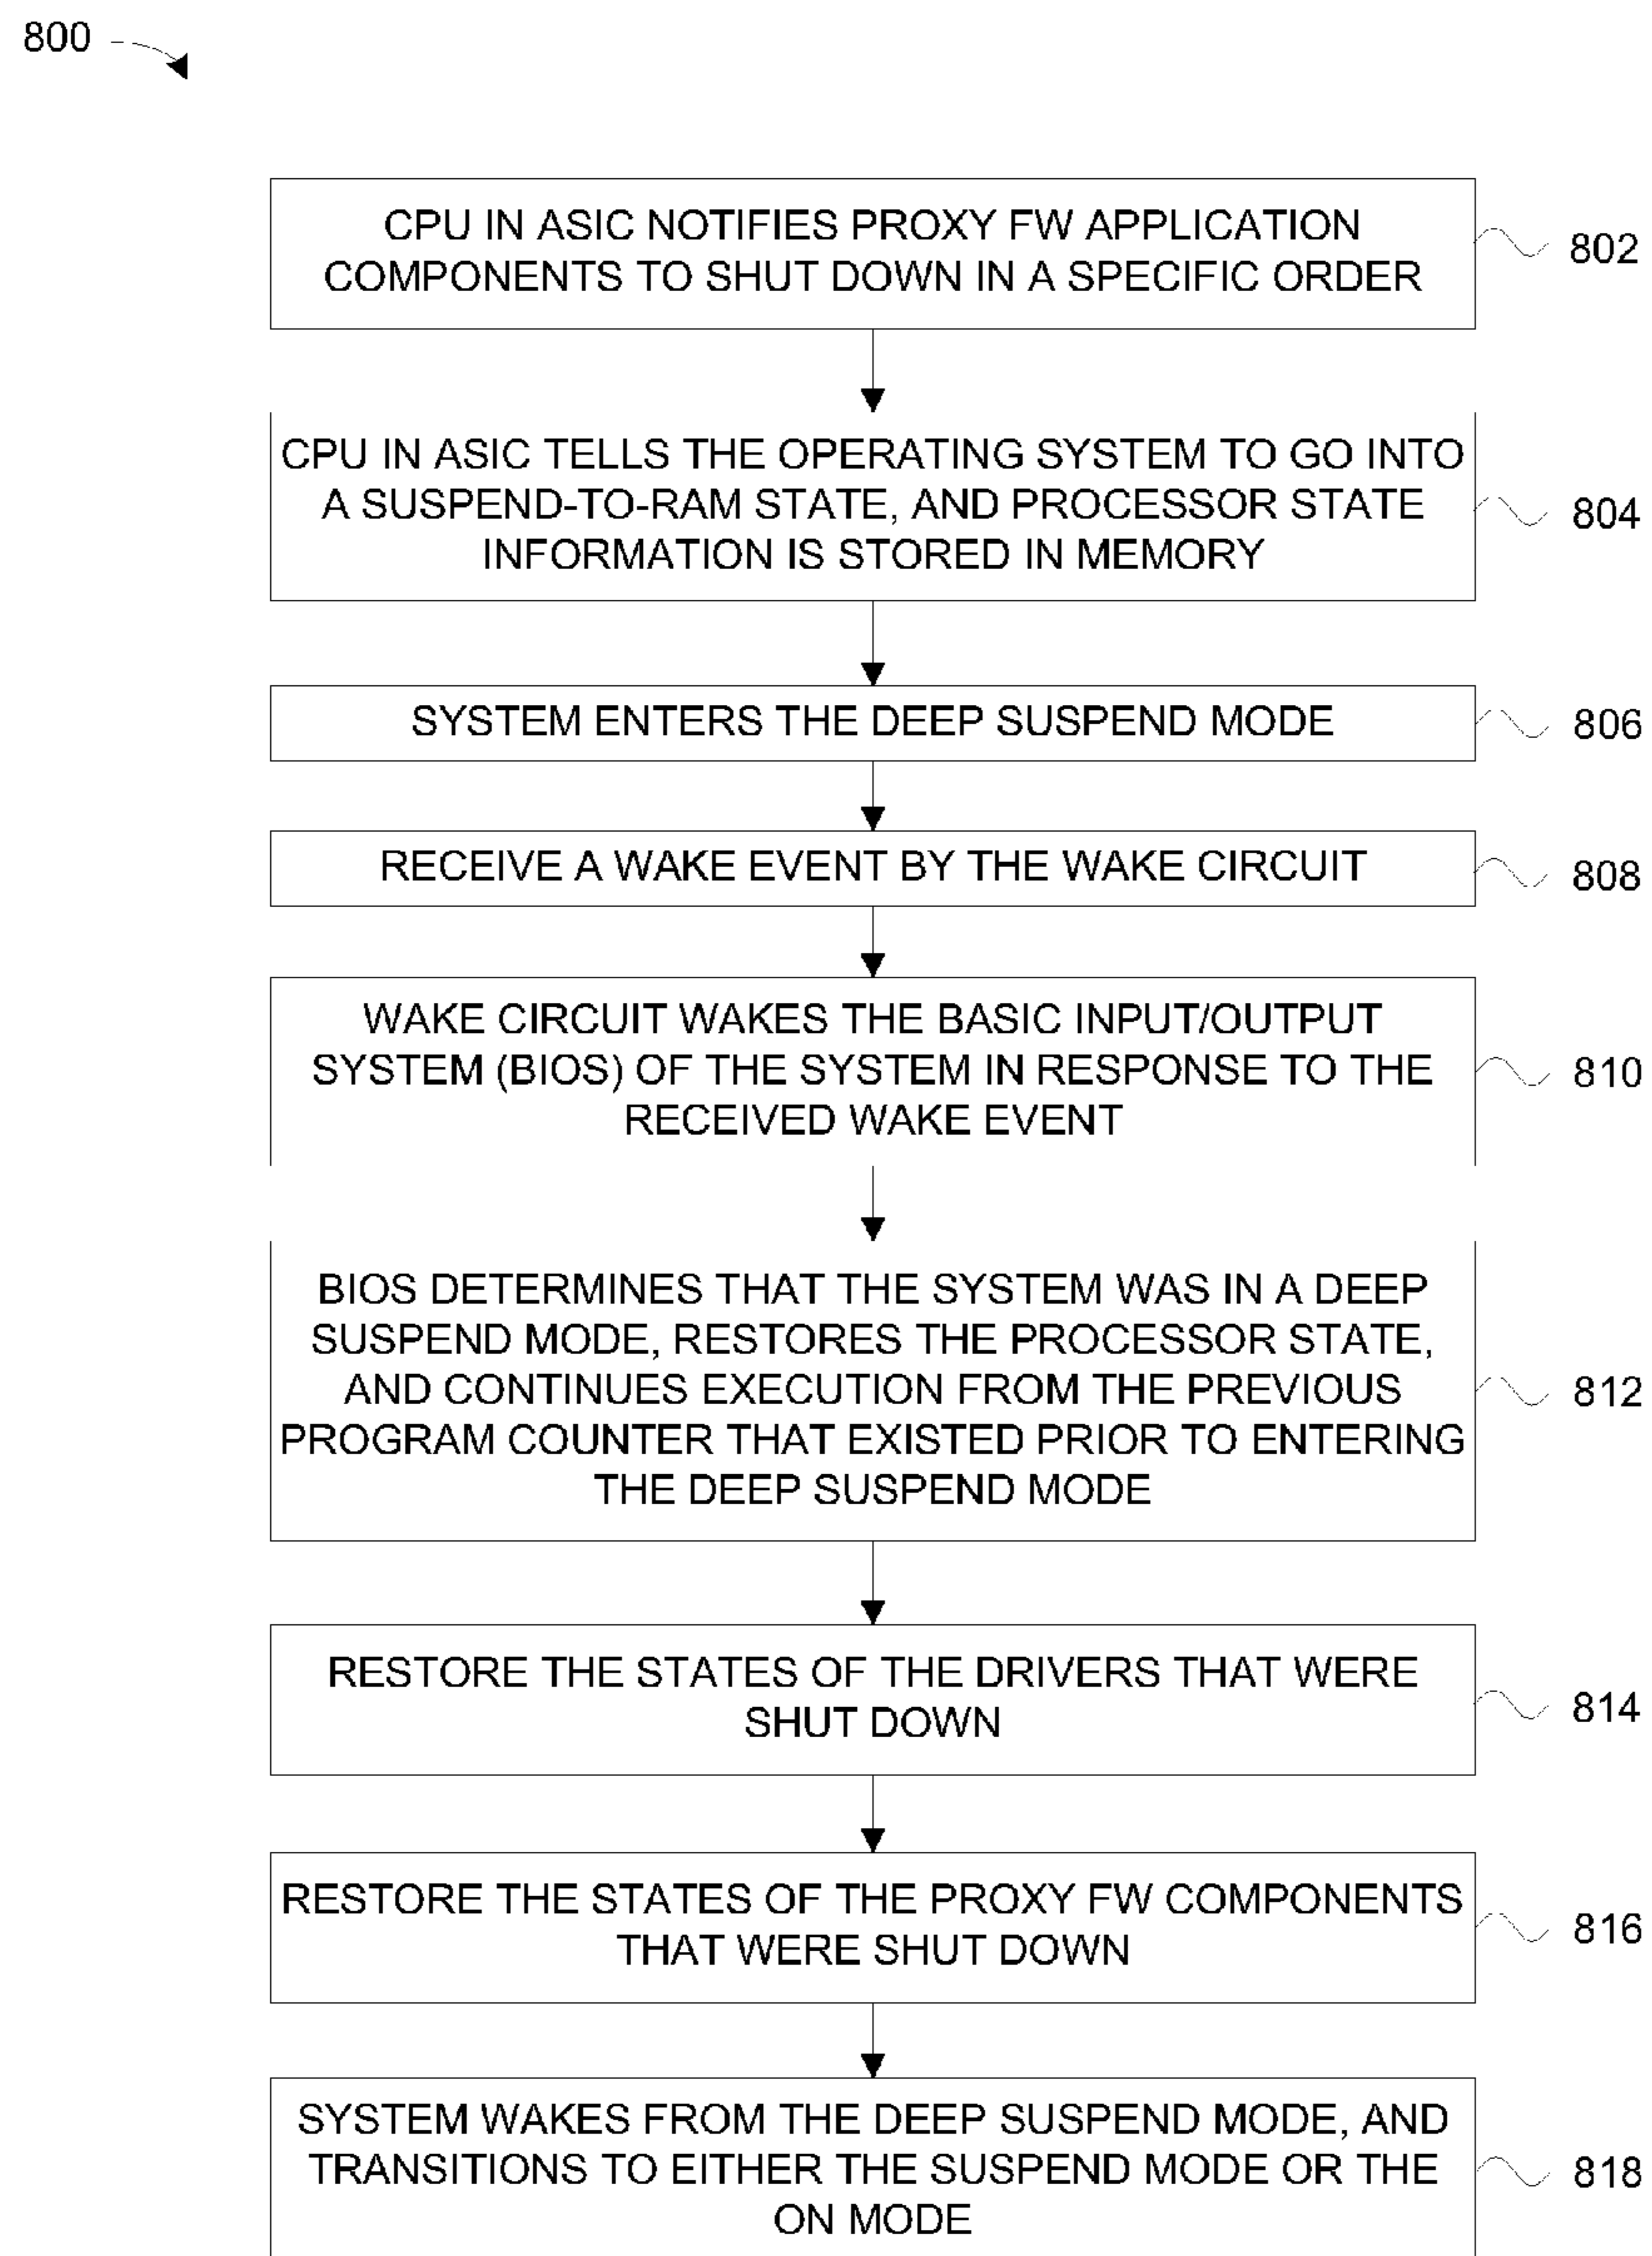 800
CPU IN ASIC NOTIFIES PROXY FW APPLICATION
COMPONENTS TO SHUT DOWN IN A SPECIFIC ORDER
802
CPU IN ASIC TELLS THE OPERATING SYSTEM TO GO INTO
A SUSPEND-TO-RAM STATE, AND PROCESSOR STATE
INFORMATION IS STORED IN MEMORY
804
SYSTEM ENTERS THE DEEP SUSPEND MODE
806
RECEIVE A WAKE EVENT BY THE WAKE CIRCUIT
808
WAKE CIRCUIT WAKES THE BASIC INPUT/OUTPUT
SYSTEM (BIOS) OF THE SYSTEM IN RESPONSE TO THE
RECEIVED WAKE EVENT
810
BIOS DETERMINES THAT THE SYSTEM WAS IN A DEEP
SUSPEND MODE, RESTORES THE PROCESSOR STATE,
AND CONTINUES EXECUTION FROM THE PREVIOUS
PROGRAM COUNTER THAT EXISTED PRIOR TO ENTERING
THE DEEP SUSPEND MODE
812
RESTORE THE STATES OF THE DRIVERS THAT WERE
SHUT DOWN
814
RESTORE THE STATES OF THE PROXY FW COMPONENTS
THAT WERE SHUT DOWN
816
SYSTEM WAKES FROM THE DEEP SUSPEND MODE, AND
TRANSITIONS TO EITHER THE SUSPEND MODE OR THE
ON MODE
818